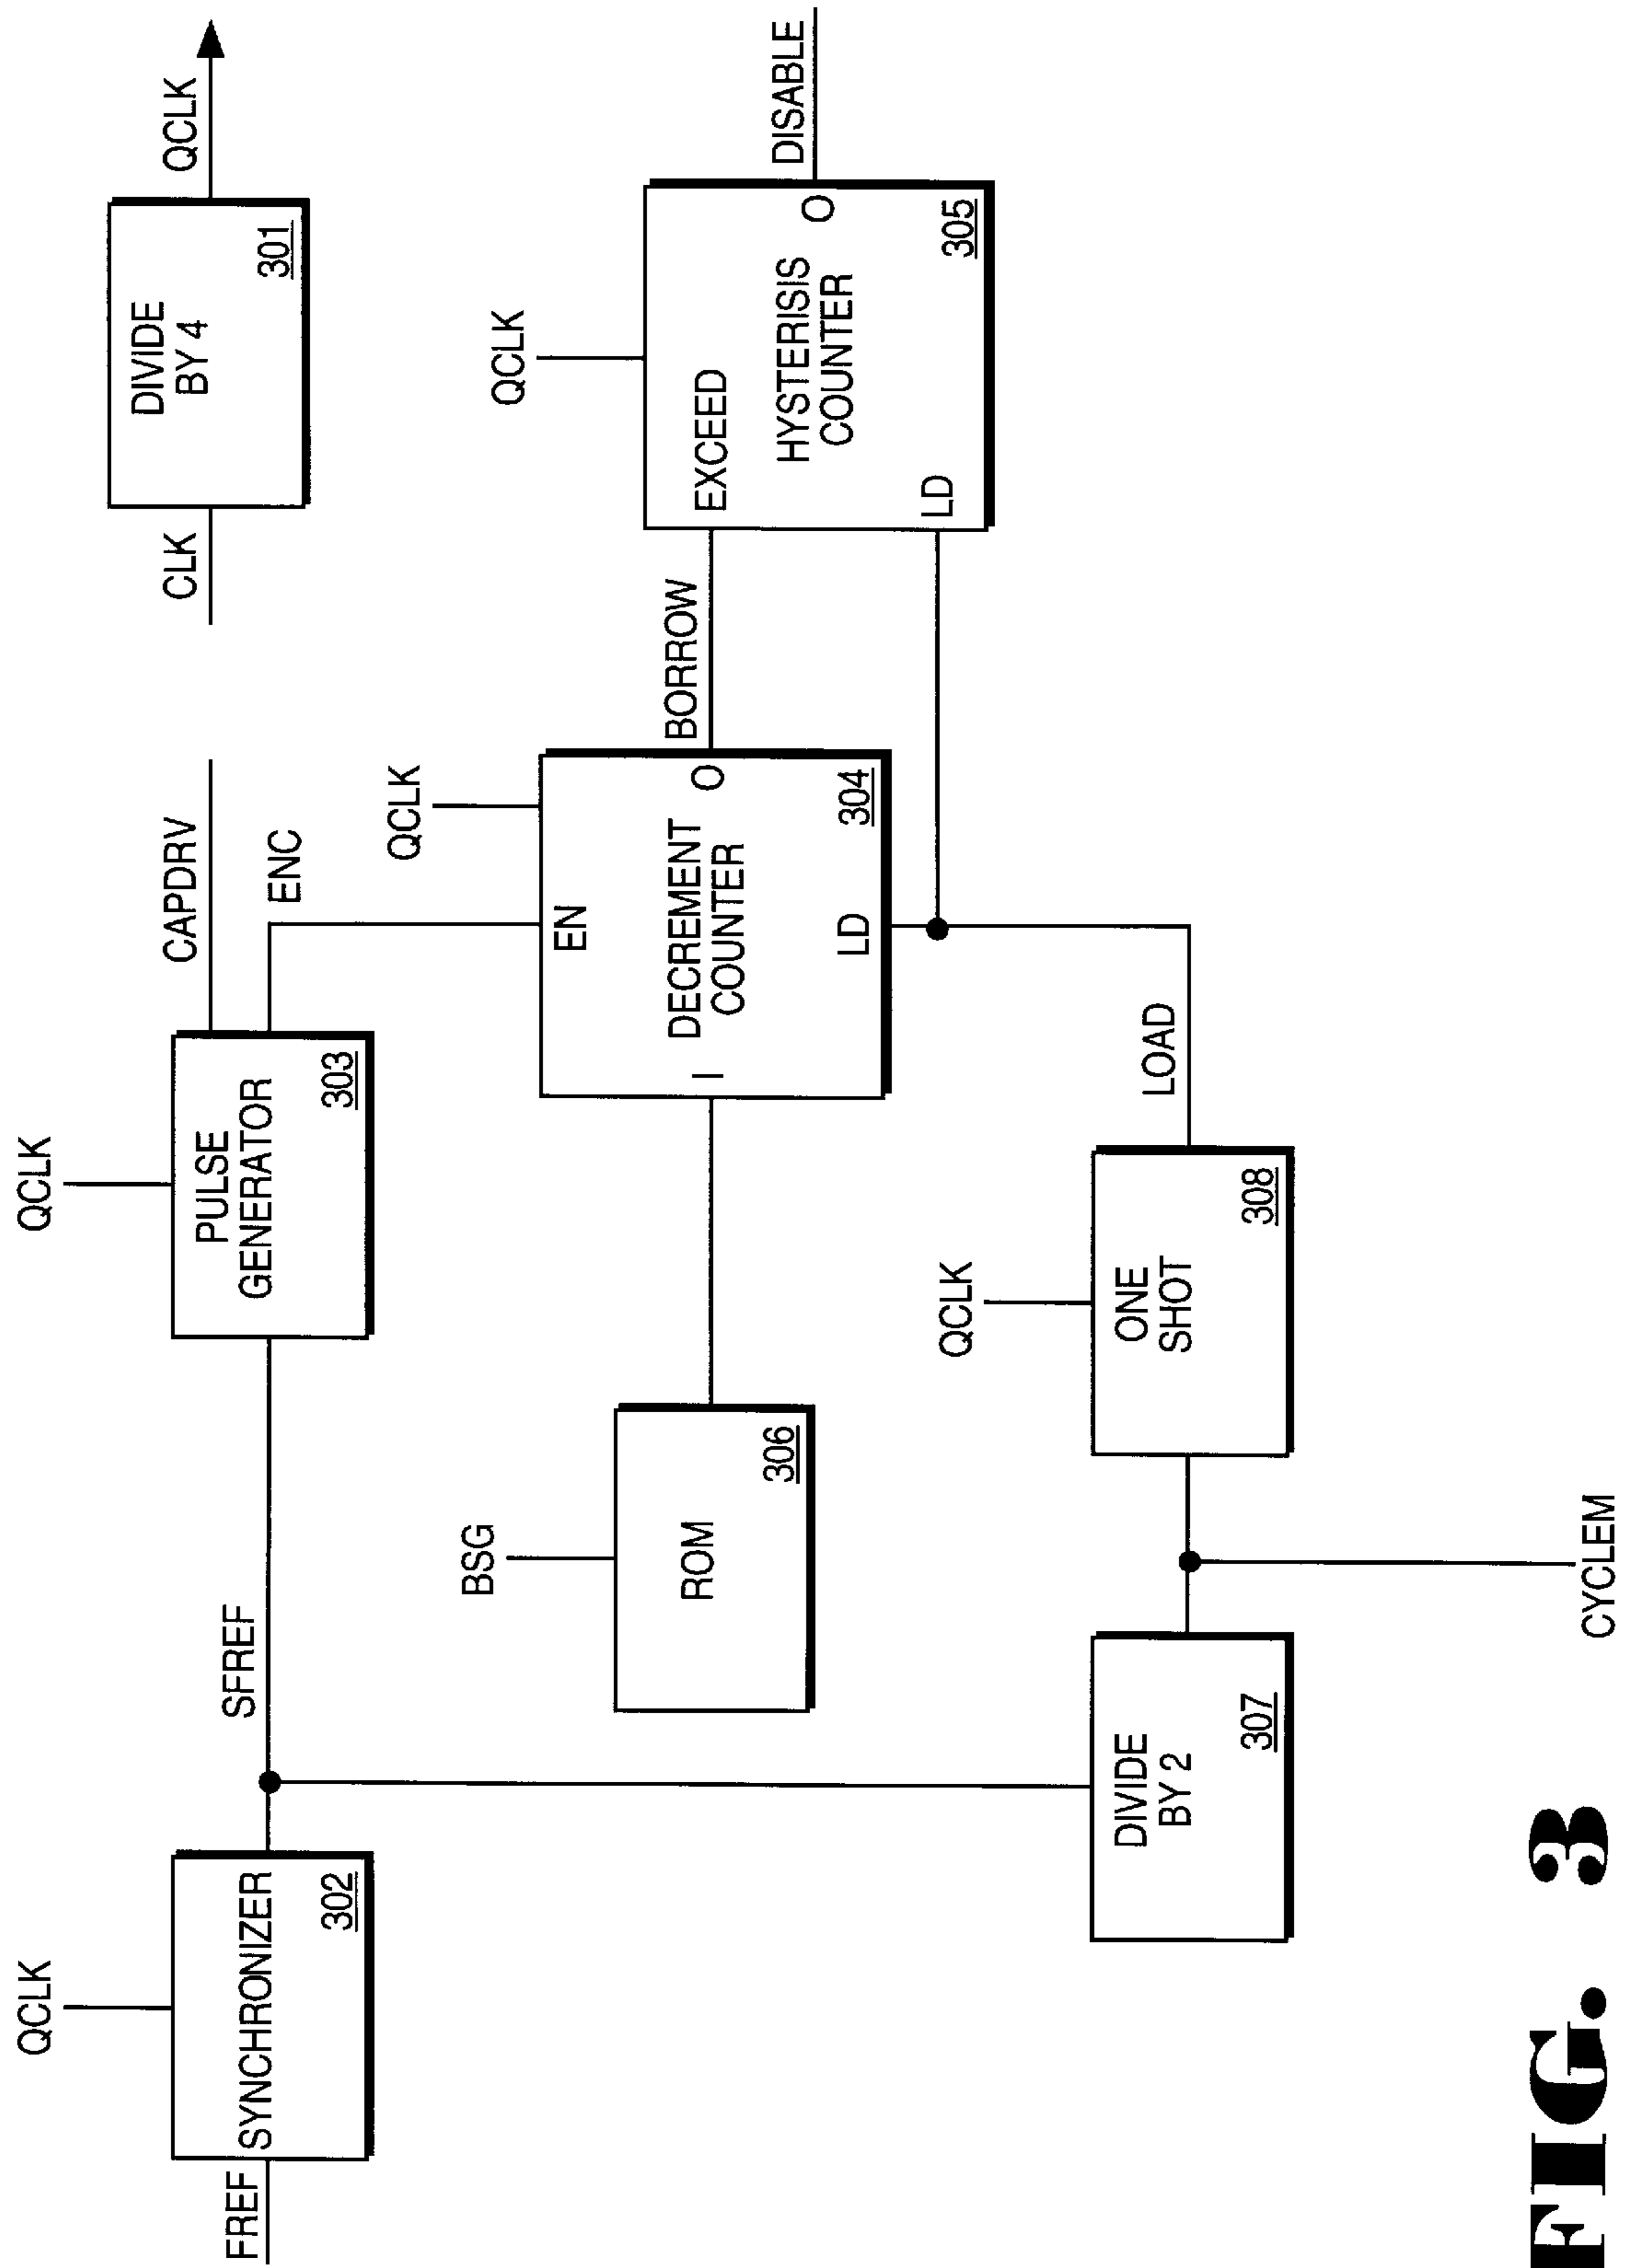 QCLK
QCLK
CLK
DIVIDE
BY 4
301
QCLK
FREF
SYNCHRONIZER
302
SFREF
PULSE
GENERATOR
303
CAPDRV
ENC
BSG
ROM
306
QCLK
EN
I
DECREMENT
COUNTER
O
LD
304
BORROW
QCLK
EXCEED
HYSTERISIS
COUNTER
O
LD
305
DISABLE
DIVIDE
BY 2
307
CYCLEM
QCLK
ONE
SHOT
308
LOAD
FIG. 3